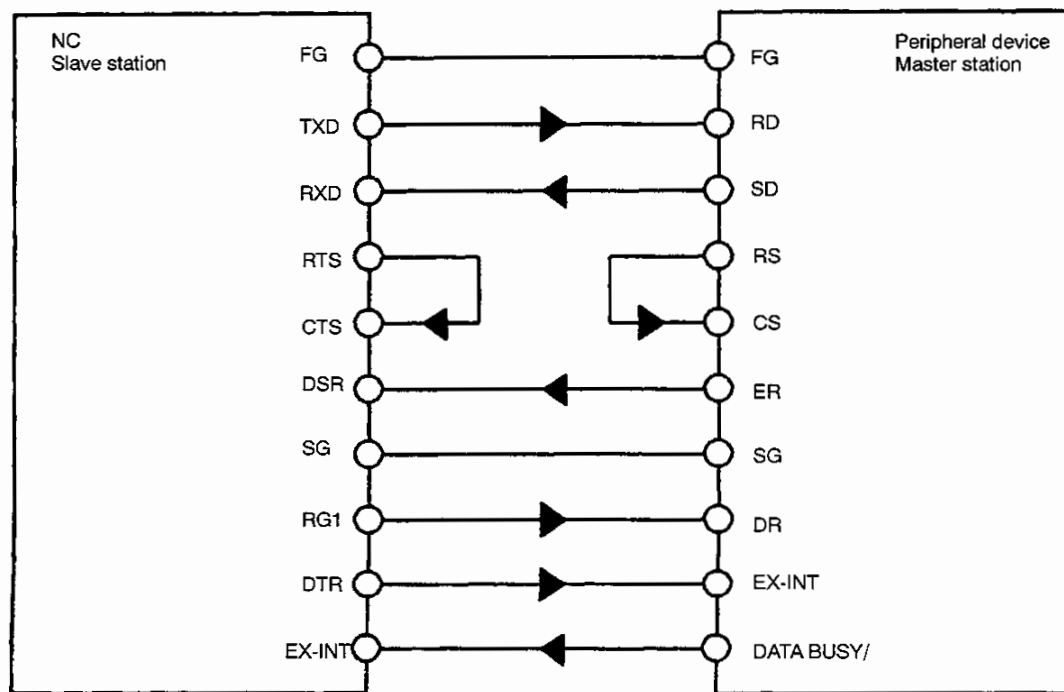 NC
Slave station
Peripheral device
Master station
FG FG
TXD RD
RXD SD
RTS RS
CTS CS
DSR ER
SG SG
RG1 DR
DTR EX-INT
EX-INT DATA BUSY/